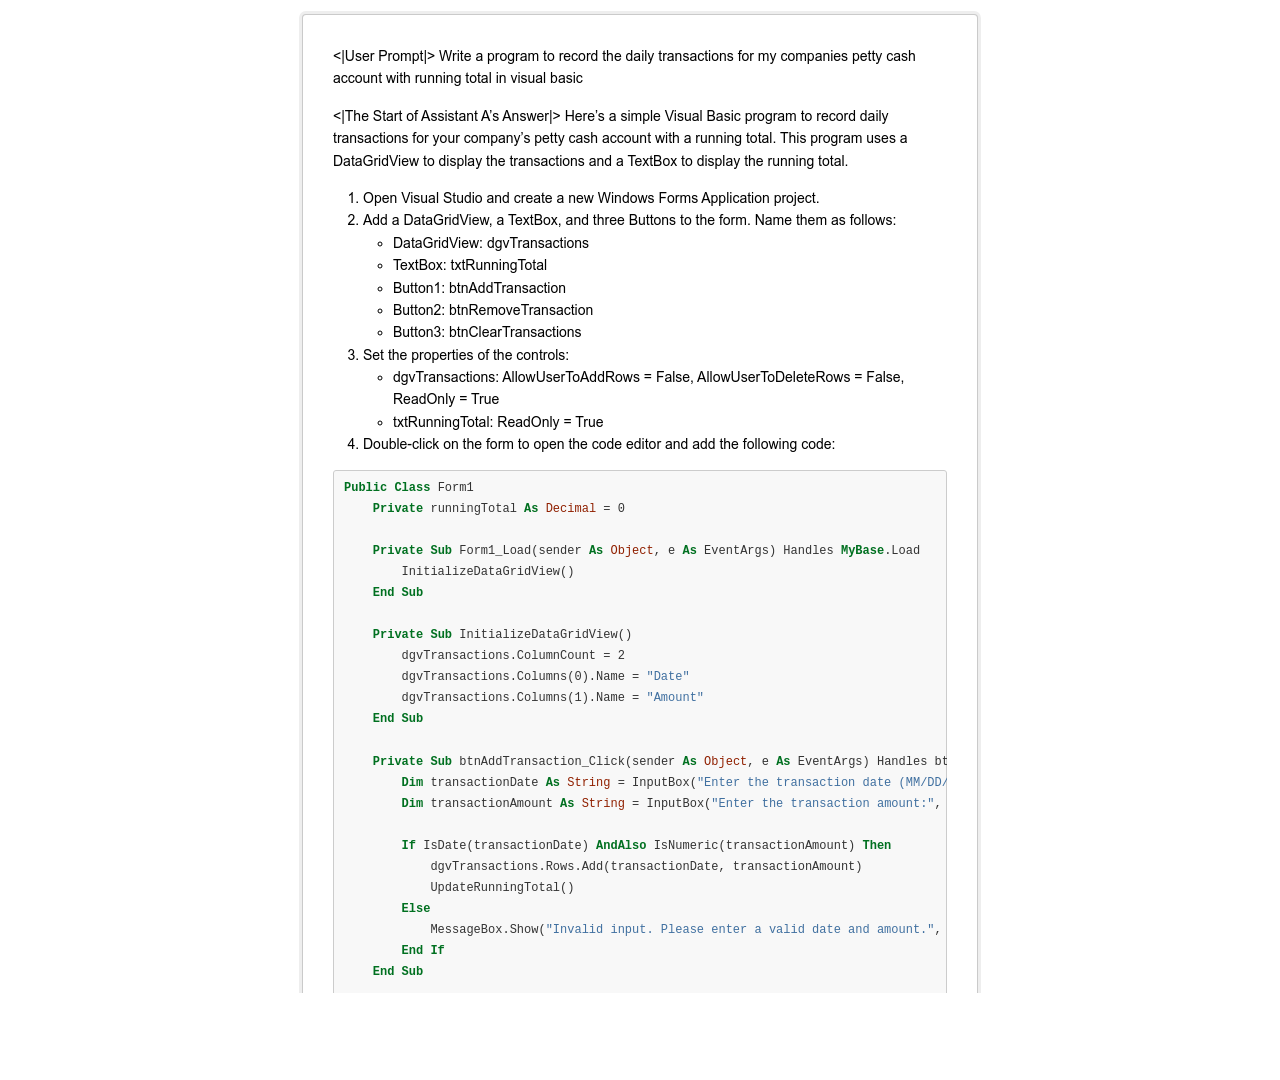 <|User Prompt|> Write a program to record the daily transactions for my companies petty cash
account with running total in visual basic
<|The Start of Assistant A’s Answer|> Here’s a simple Visual Basic program to record daily
transactions for your company’s petty cash account with a running total. This program uses a
DataGridView to display the transactions and a TextBox to display the running total.
1. Open Visual Studio and create a new Windows Forms Application project.
2. Add a DataGridView, a TextBox, and three Buttons to the form. Name them as follows:
◦ DataGridView: dgvTransactions
◦ TextBox: txtRunningTotal
◦ Button1: btnAddTransaction
◦ Button2: btnRemoveTransaction
◦ Button3: btnClearTransactions
3. Set the properties of the controls:
◦ dgvTransactions: AllowUserToAddRows = False, AllowUserToDeleteRows = False,
ReadOnly = True
◦ txtRunningTotal: ReadOnly = True
4. Double-click on the form to open the code editor and add the following code:
Public Class Form1
    Private runningTotal As Decimal = 0
    Private Sub Form1_Load(sender As Object, e As EventArgs) Handles MyBase.Load
        InitializeDataGridView()
    End Sub
    Private Sub InitializeDataGridView()
        dgvTransactions.ColumnCount = 2
        dgvTransactions.Columns(0).Name = "Date"
        dgvTransactions.Columns(1).Name = "Amount"
    End Sub
    Private Sub btnAddTransaction_Click(sender As Object, e As EventArgs) Handles bt
        Dim transactionDate As String = InputBox("Enter the transaction date (MM/DD/
        Dim transactionAmount As String = InputBox("Enter the transaction amount:",
        If IsDate(transactionDate) AndAlso IsNumeric(transactionAmount) Then
            dgvTransactions.Rows.Add(transactionDate, transactionAmount)
            UpdateRunningTotal()
        Else
            MessageBox.Show("Invalid input. Please enter a valid date and amount.",
        End If
    End Sub